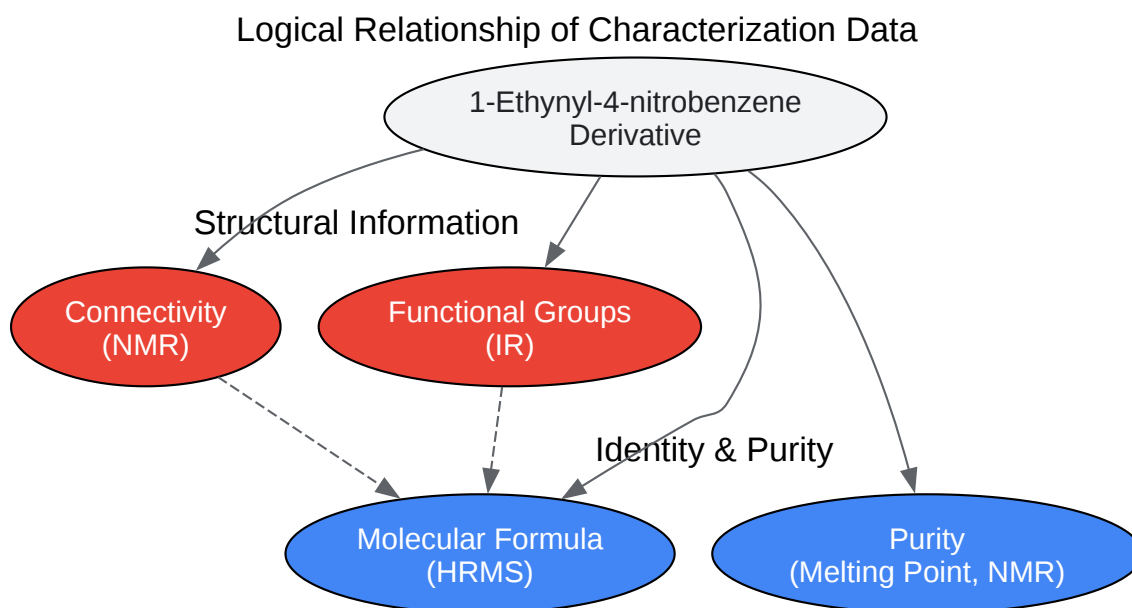 Logical Relationship of Characterization Data
1-Ethynyl-4-nitrobenzene
Derivative
Structural Information
Connectivity
(NMR)
Functional Groups
(IR)
Identity & Purity
Molecular Formula
(HRMS)
Purity
(Melting Point, NMR)